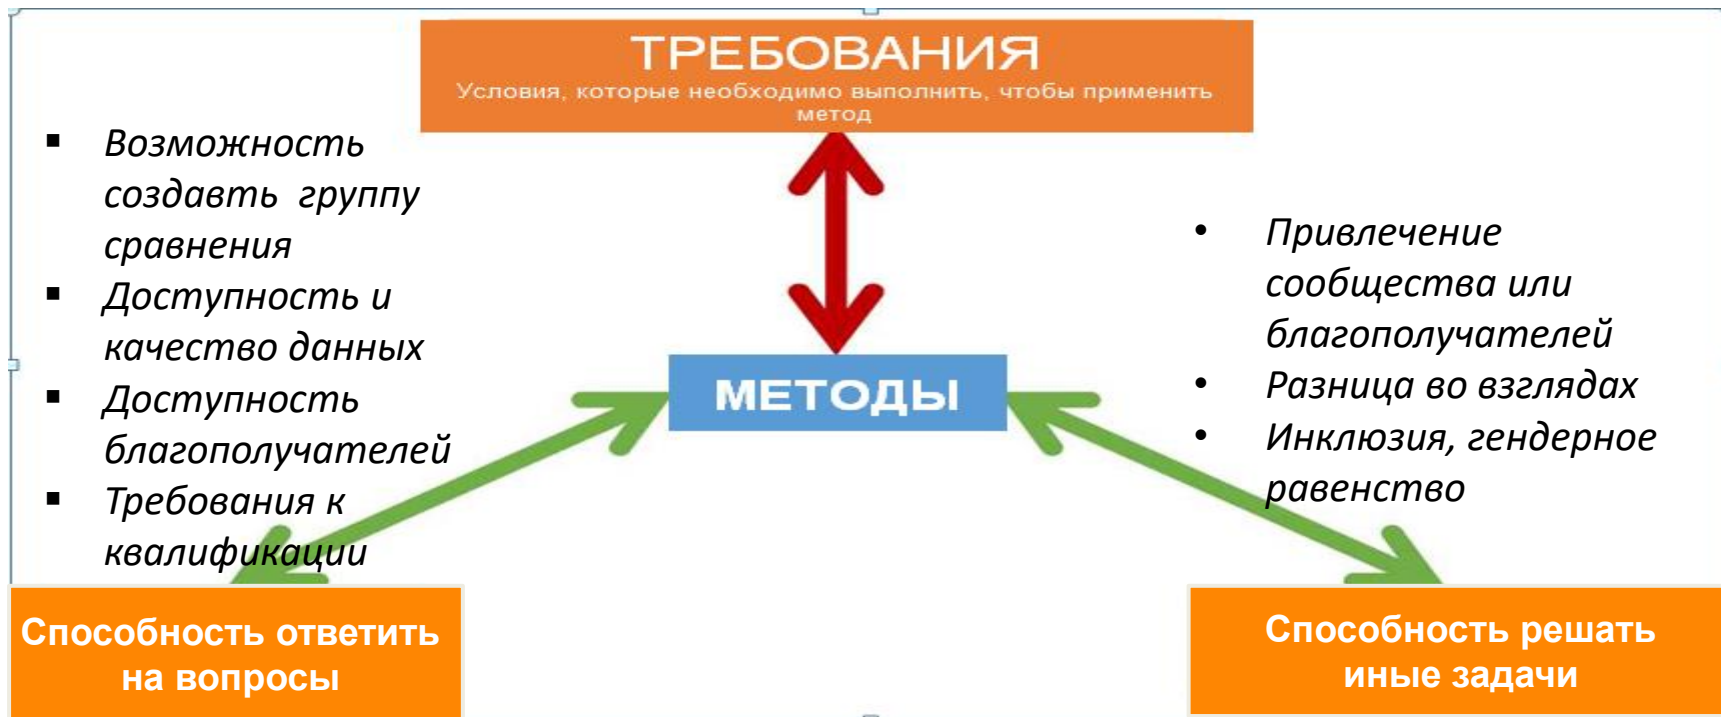 ТРЕБОВАНИЯ
Условия, которые необходимо выполнить, чтобы применить
метод
▪ Возможность
создавть группу
сравнения
▪ Доступность и
качество данных
▪ Доступность
благополучателей
▪ Требования к
квалификации
МЕТОДЫ
• Привлечение
сообщества или
благополучателей
• Разница во взглядах
• Инклюзия, гендерное
равенство
Способность ответить
на вопросы
Способность решать
иные задачи